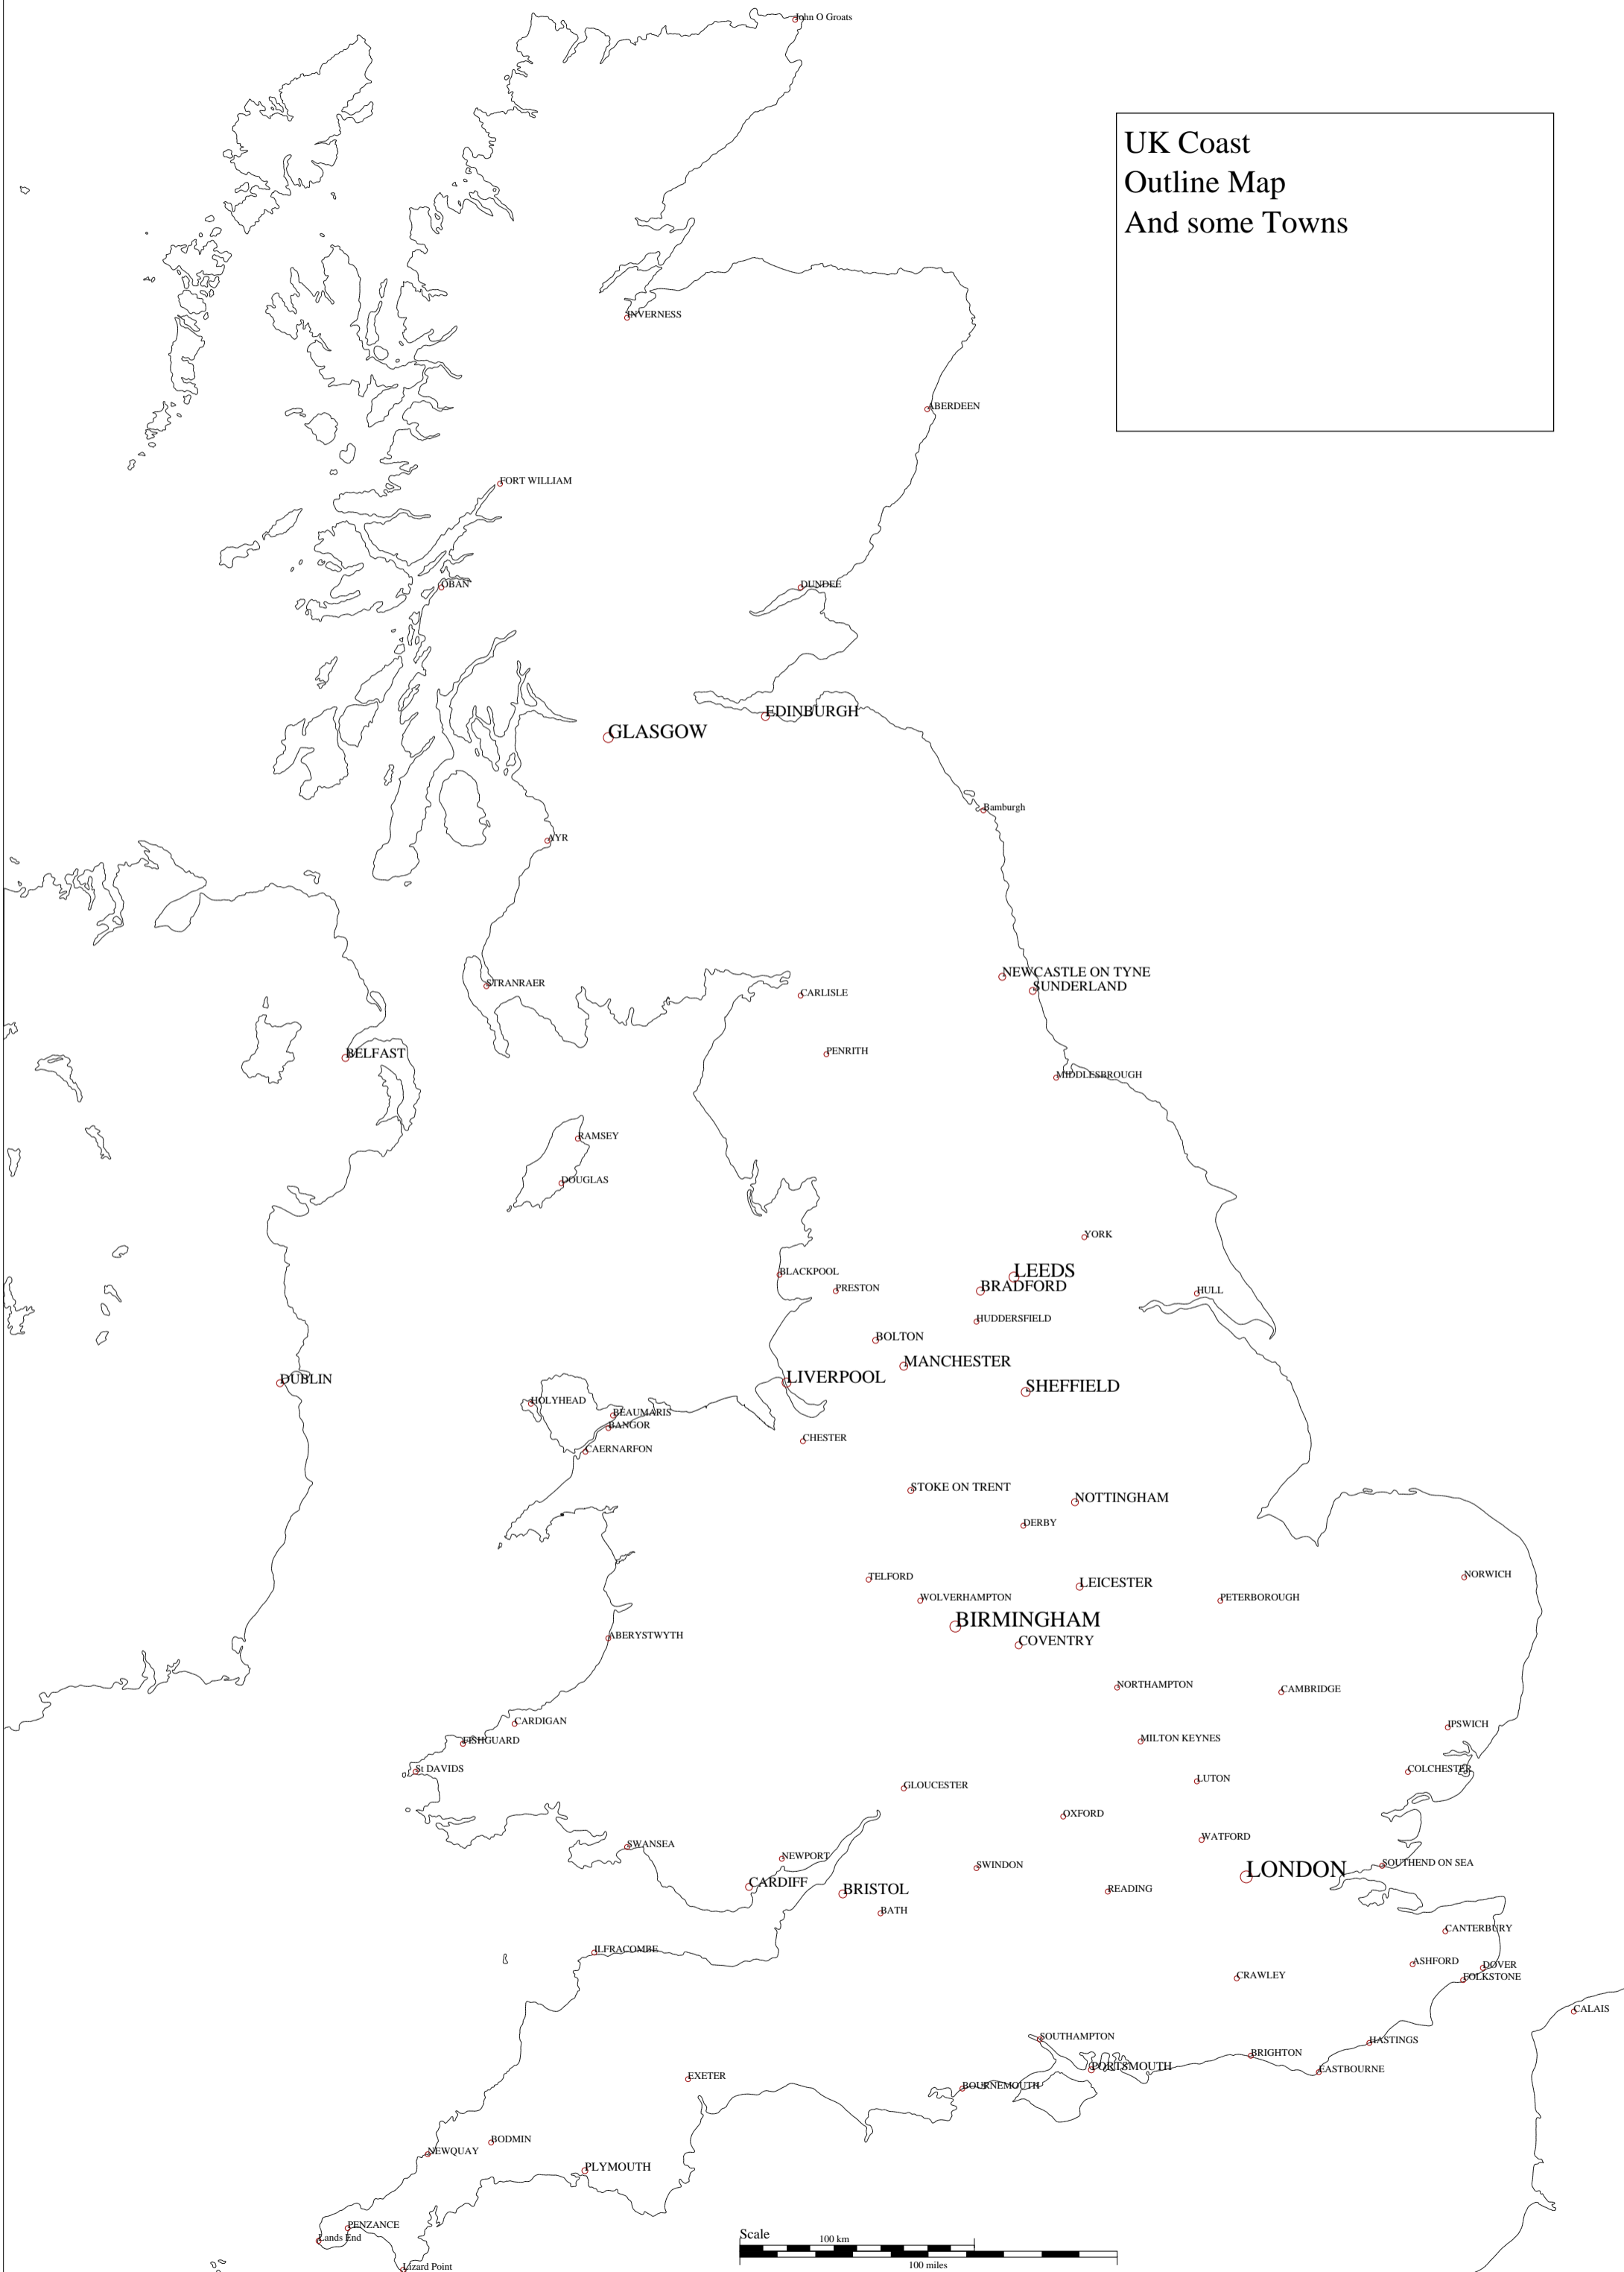 John O Groats
UK Coast
Outline Map
And some Towns
INVERNESS
ABERDEEN
FORT WILLIAM
OBAN
DUNDEE
EDINBURGH
GLASGOW
Bamburgh
AYR
NEWCASTLE ON TYNE
STRANRAER
SUNDERLAND
CARLISLE
BELFAST
PENRITH
MIDDLESBROUGH
RAMSEY
DOUGLAS
YORK
LEEDS
BLACKPOOL
BRADFORD
PRESTON
HULL
HUDDERSFIELD
BOLTON
MANCHESTER
DUBLIN
LIVERPOOL
SHEFFIELD
HOLYHEAD
BEAUMARIS
BANGOR
CHESTER
CAERNARFON
STOKE ON TRENT
NOTTINGHAM
DERBY
TELFORD
LEICESTER
NORWICH
WOLVERHAMPTON
PETERBOROUGH
BIRMINGHAM
ABERYSTWYTH
COVENTRY
NORTHAMPTON
CAMBRIDGE
CARDIGAN
IPSWICH
FISHGUARD
MILTON KEYNES
St DAVIDS
COLCHESTER
GLOUCESTER
LUTON
OXFORD
WATFORD
SWANSEA
NEWPORT
SWINDON
LONDON
SOUTHEND ON SEA
CARDIFF
BRISTOL
READING
BATH
CANTERBURY
ILFRACOMBE
ASHFORD
DOVER
CRAWLEY
FOLKSTONE
CALAIS
SOUTHAMPTON
HASTINGS
BRIGHTON
PORTSMOUTH
EASTBOURNE
EXETER
BOURNEMOUTH
BODMIN
NEWQUAY
PLYMOUTH
PENZANCE
Lands End
Scale
100 km
100 miles
Lizard Point